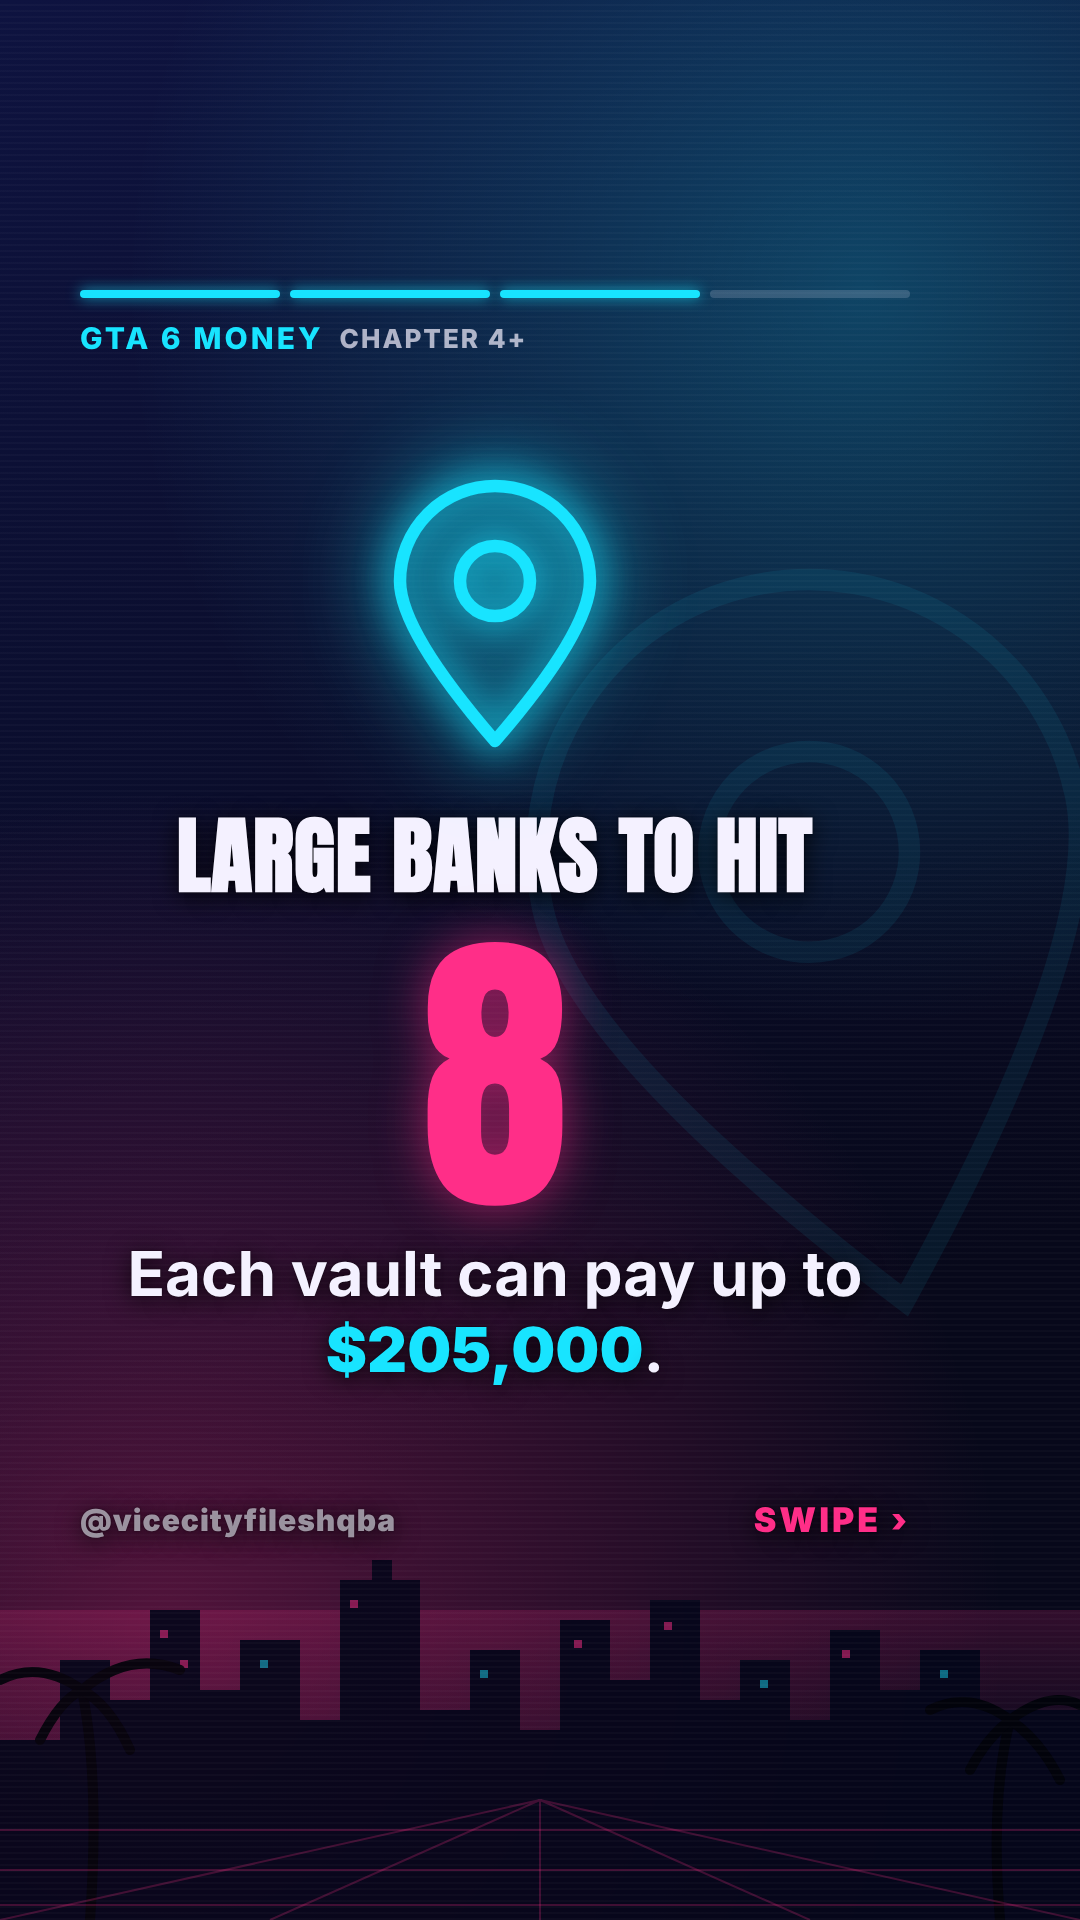 GTA 6 MONEY CHAPTER 4+
LARGE BANKS TO HIT
8
Each vault can pay up to
$205,000.
@vicecityfileshqba
SWIPE ›